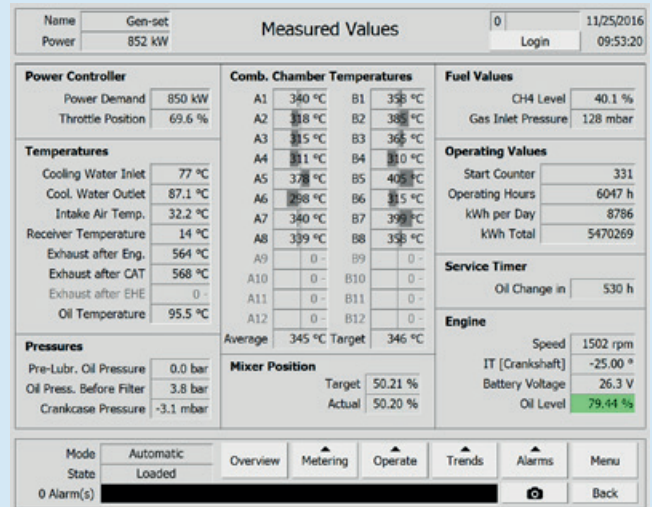 Name Gen-set
Power 852 kW
Measured Values
0
Login
11/25/2016
09:53:20
Power Controller
Power Demand 850 kW
Throttle Position 69.6 %
Temperatures
Cooling Water Inlet 77 °C
Cool. Water Outlet 87.1 °C
Intake Air Temp. 32.2 °C
Receiver Temperature 14 °C
Exhaust after Eng. 564 °C
Exhaust after CAT 568 °C
Exhaust after EHE 0 -
Oil Temperature 95.5 °C
Pressures
Pre-Lubr. Oil Pressure 0.0 bar
Oil Press. Before Filter 3.8 bar
Crankcase Pressure -3.1 mbar
Comb. Chamber Temperatures
A1 340 °C B1 358 °C
A2 318 °C B2 385 °C
A3 315 °C B3 365 °C
A4 311 °C B4 310 °C
A5 378 °C B5 405 °C
A6 298 °C B6 315 °C
A7 340 °C B7 399 °C
A8 339 °C B8 358 °C
A9 0 - B9 0 -
A10 0 - B10 0 -
A11 0 - B11 0 -
A12 0 - B12 0 -
Average 345 °C Target 346 °C
Mixer Position
Target 50.21 %
Actual 50.20 %
Fuel Values
CH4 Level 40.1 %
Gas Inlet Pressure 128 mbar
Operating Values
Start Counter 331
Operating Hours 6047 h
kWh per Day 8786
kWh Total 5470269
Service Timer
Oil Change in 530 h
Engine
Speed 1502 rpm
IT [Crankshaft] -25.00 °
Battery Voltage 26.3 V
Oil Level 79.44 %
Mode Automatic
State Loaded
0 Alarm(s)
Overview Metering Operate Trends Alarms Menu
Back